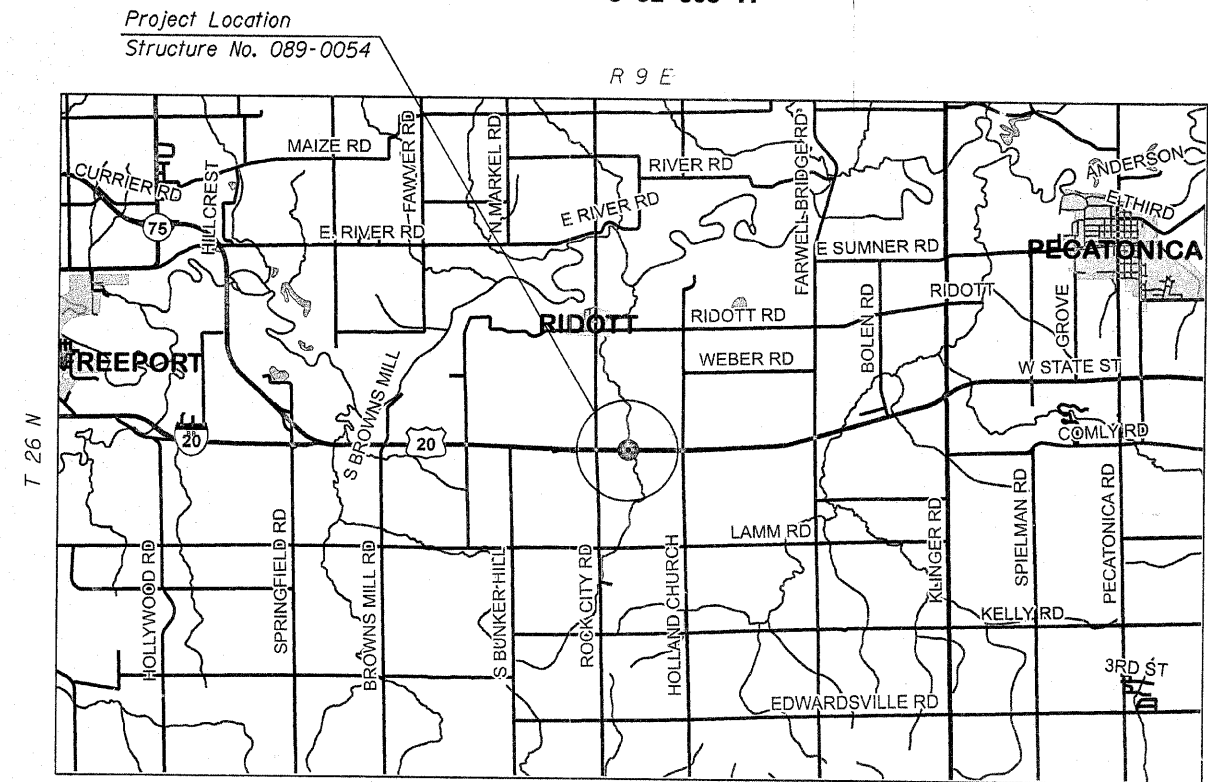 Project Location
Structure No. 089-0054
R 9 E
T 26 N
MAIZE RD
FAWVER RD
N MARKEL RD
RIVER RD
FARWELL BRIDGE RD
ANDERSON
CURRIER RD
75
HILLCREST
E RIVER RD
E RIVER RD
E THIRD
E SUMNER RD
PECATONICA
RIDOTT
RIDOTT RD
BOLEN RD
RIDOTT
GROVE
REEPORT
S BROWNS MILL
WEBER RD
W STATE ST
20
20
COMLY RD
HOLLYWOOD RD
SPRINGFIELD RD
BROWNS MILL RD
S BUNKER HILL
ROCK CITY RD
HOLLAND CHURCH
LAMM RD
KLINGER RD
SPIELMAN RD
PECATONICA RD
KELLY RD
3RD ST
EDWARDSVILLE RD